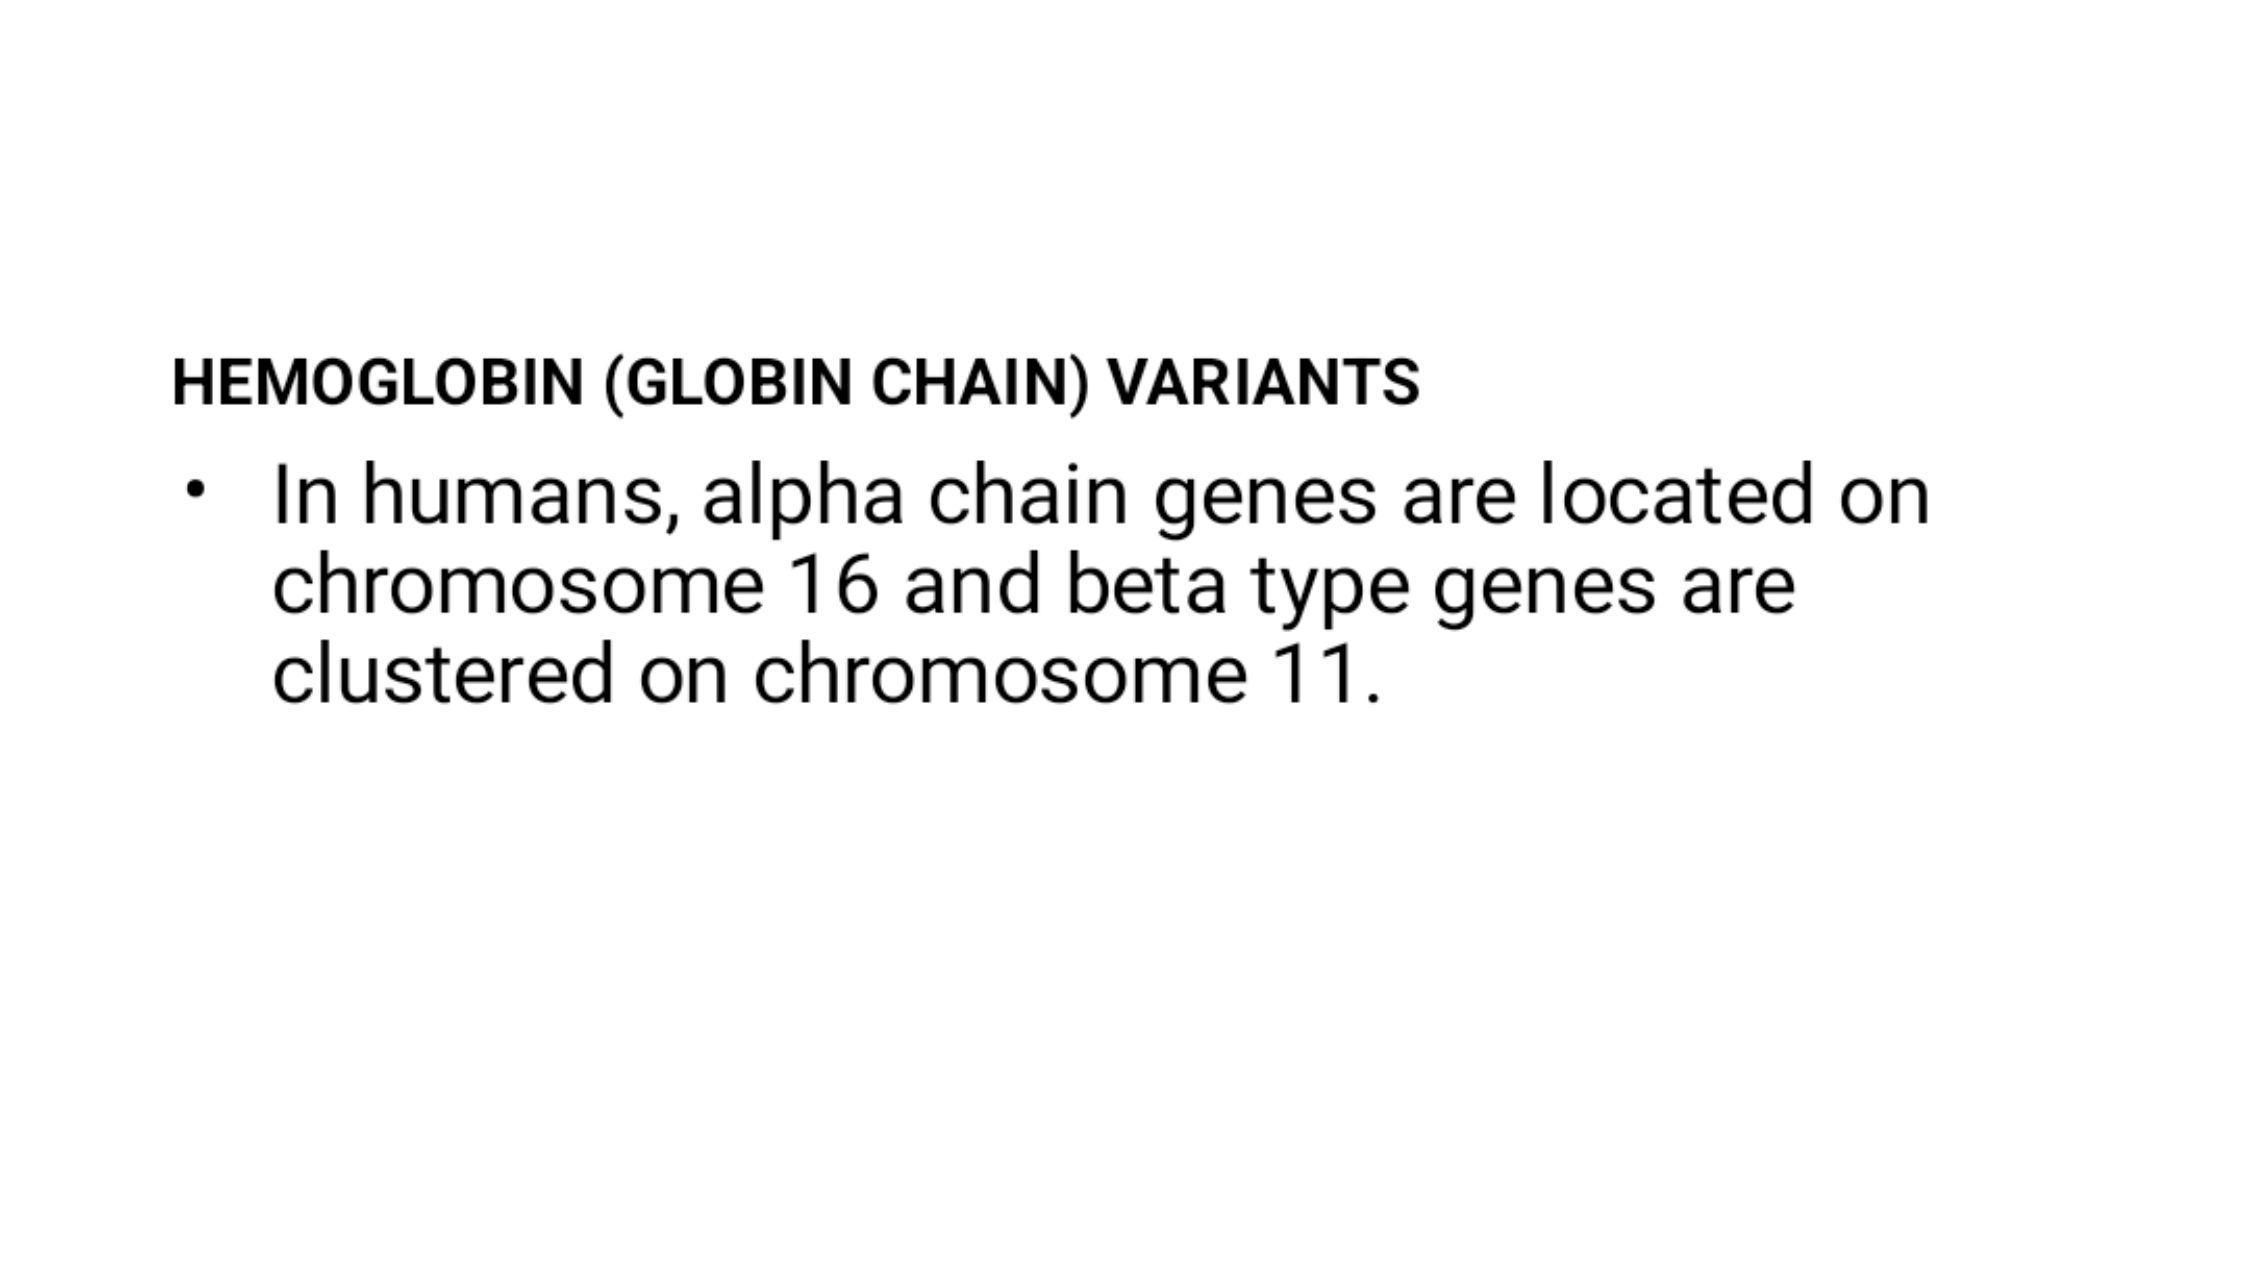 HEMOGLOBIN (GLOBIN CHAIN) VARIANTS
• In humans, alpha chain genes are located on
chromosome 16 and beta type genes are
clustered on chromosome 11.